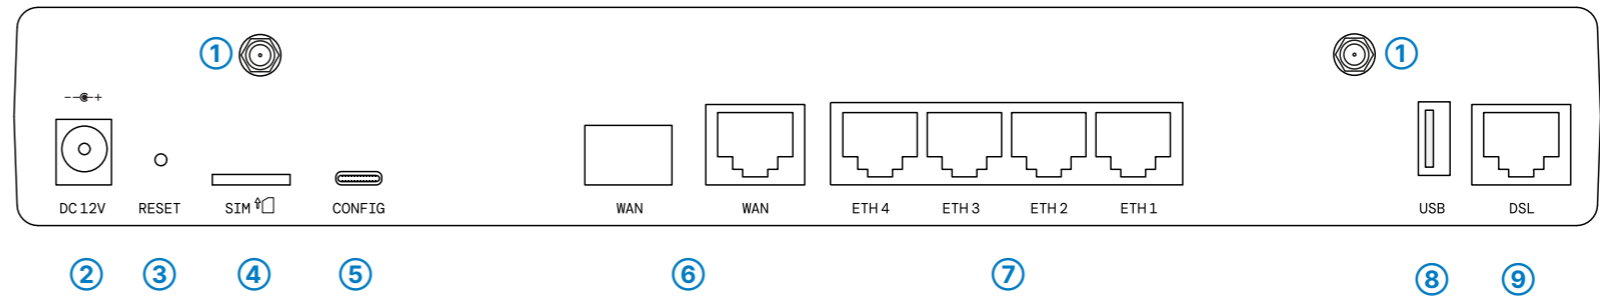 ① ①
DC 12V RESET SIM CONFIG WAN WAN ETH 4 ETH 3 ETH 2 ETH 1 USB DSL
② ③ ④ ⑤ ⑥ ⑦ ⑧ ⑨